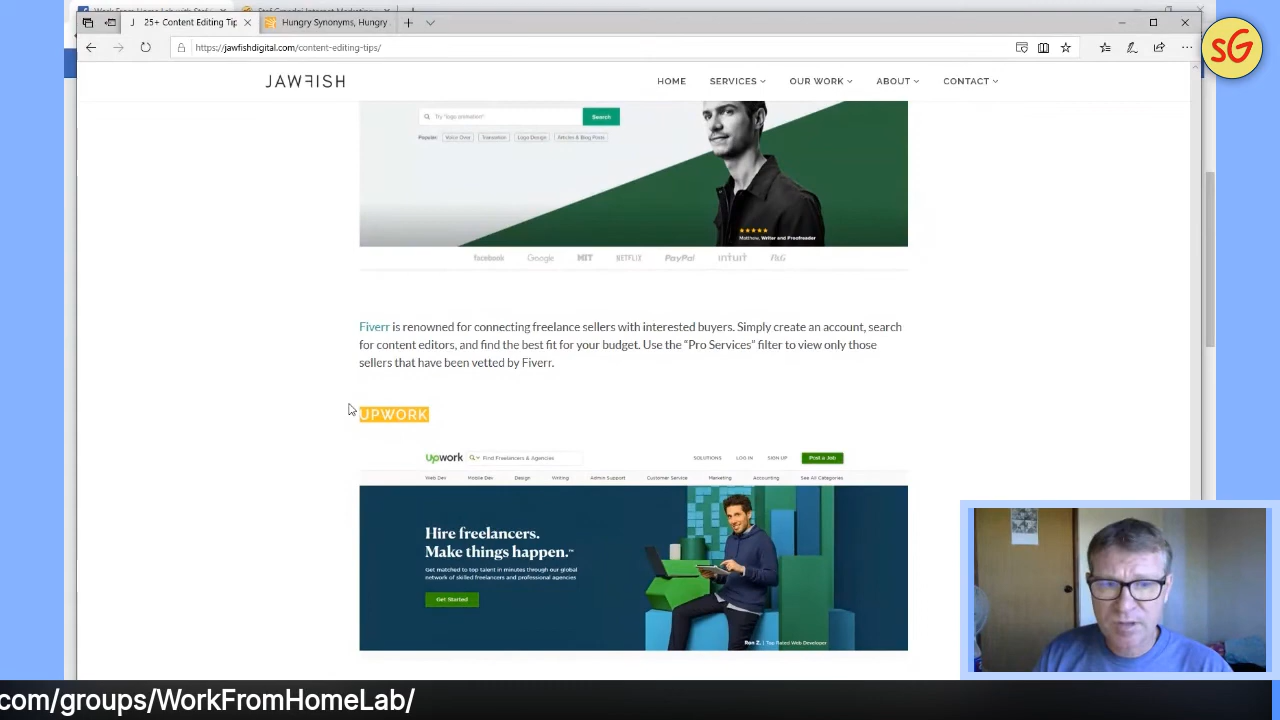 25+ Content Editing Tip
Hungry Synonyms, Hungry
https://jawfishdigital.com/content-editing-tips/
sG
JAWFISH
HOME
SERVICES
OUR WORK
ABOUT
CONTACT
Try "logo animation"
Search
Popular:
Voice Over
Translation
Logo Design
Articles & Blog Posts
★★★★★
Matthew, Writer and Proofreader
facebook
Google
MIT
NETFLIX
PayPal
intuit
Fiverr is renowned for connecting freelance sellers with interested buyers. Simply create an account, search
for content editors, and find the best fit for your budget. Use the “Pro Services” filter to view only those
sellers that have been vetted by Fiverr.
UPWORK
upwork
Find Freelancers & Agencies
SOLUTIONS
LOG IN
SIGN UP
Post a Job
Web Dev
Mobile Dev
Design
Writing
Admin Support
Customer Service
Marketing
Accounting
See All Categories
Hire freelancers.
Make things happen.™
Get matched to top talent in minutes through our global
network of skilled freelancers and professional agencies
Get Started
Ron Z. | Top Rated Web Developer
com/groups/WorkFromHomeLab/